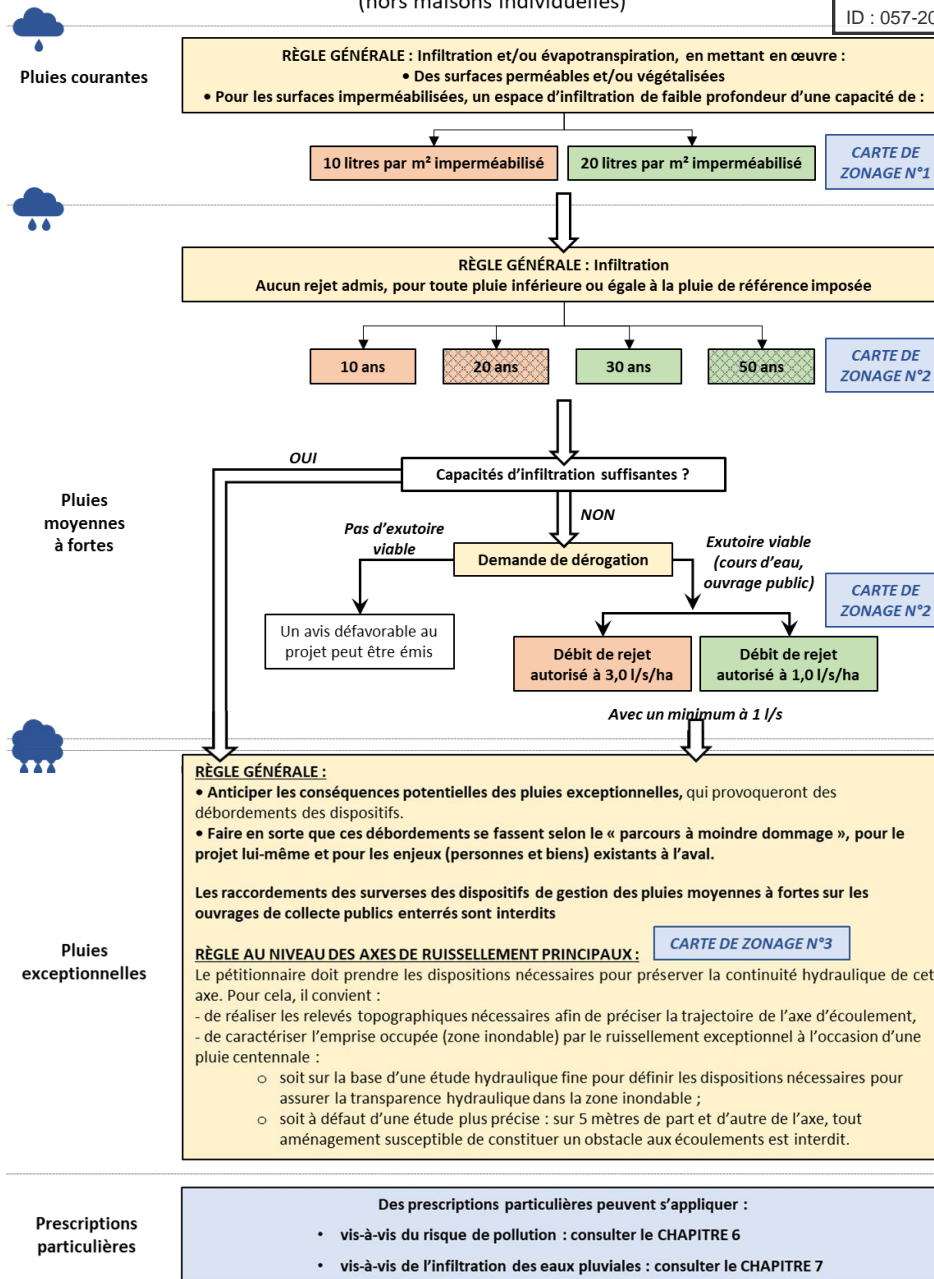 (hors maisons individuelles)
ID : 057-20
Pluies courantes
RÈGLE GÉNÉRALE : Infiltration et/ou évapotranspiration, en mettant en œuvre :
• Des surfaces perméables et/ou végétalisées
• Pour les surfaces imperméabilisées, un espace d'infiltration de faible profondeur d'une capacité de :
10 litres par m² imperméabilisé
20 litres par m² imperméabilisé
CARTE DE
ZONAGE N°1
RÈGLE GÉNÉRALE : Infiltration
Aucun rejet admis, pour toute pluie inférieure ou égale à la pluie de référence imposée
10 ans
20 ans
30 ans
50 ans
CARTE DE
ZONAGE N°2
Pluies
moyennes
à fortes
OUI
Capacités d'infiltration suffisantes ?
NON
Pas d'exutoire
viable
Demande de dérogation
Exutoire viable
(cours d'eau,
ouvrage public)
CARTE DE
ZONAGE N°2
Un avis défavorable au
projet peut être émis
Débit de rejet
autorisé à 3,0 l/s/ha
Débit de rejet
autorisé à 1,0 l/s/ha
Avec un minimum à 1 l/s
Pluies
exceptionnelles
RÈGLE GÉNÉRALE :
• Anticiper les conséquences potentielles des pluies exceptionnelles, qui provoqueront des
débordements des dispositifs.
• Faire en sorte que ces débordements se fassent selon le « parcours à moindre dommage », pour le
projet lui-même et pour les enjeux (personnes et biens) existants à l'aval.
Les raccordements des surverses des dispositifs de gestion des pluies moyennes à fortes sur les
ouvrages de collecte publics enterrés sont interdits
RÈGLE AU NIVEAU DES AXES DE RUISSELLEMENT PRINCIPAUX :
CARTE DE ZONAGE N°3
Le pétitionnaire doit prendre les dispositions nécessaires pour préserver la continuité hydraulique de cet
axe. Pour cela, il convient :
- de réaliser les relevés topographiques nécessaires afin de préciser la trajectoire de l'axe d'écoulement,
- de caractériser l'emprise occupée (zone inondable) par le ruissellement exceptionnel à l'occasion d'une
pluie centennale :
o soit sur la base d'une étude hydraulique fine pour définir les dispositions nécessaires pour
assurer la transparence hydraulique dans la zone inondable ;
o soit à défaut d'une étude plus précise : sur 5 mètres de part et d'autre de l'axe, tout
aménagement susceptible de constituer un obstacle aux écoulements est interdit.
Prescriptions
particulières
Des prescriptions particulières peuvent s'appliquer :
• vis-à-vis du risque de pollution : consulter le CHAPITRE 6
• vis-à-vis de l'infiltration des eaux pluviales : consulter le CHAPITRE 7